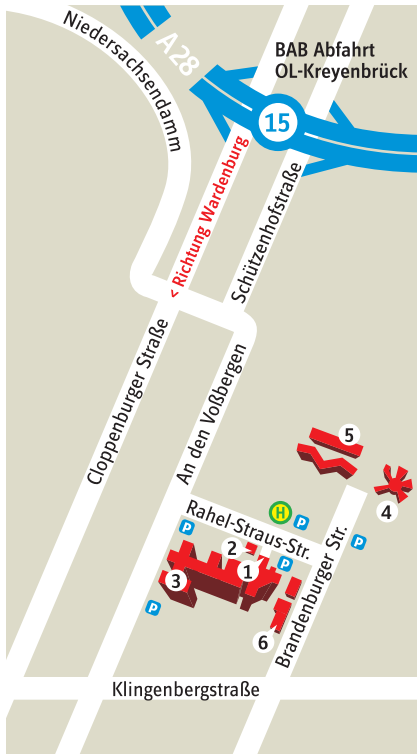 Niedersachsendamm
A28
BAB Abfahrt
OL-Kreyenbrück
15
< Richtung Wardenburg
Schützenhofstraße
Cloppenburger Straße
An den Voßbergen
5
4
H
P
Rahel-Straus-Str.
P
P
2
P
1
3
Brandenburger Str.
P
6
Klingenbergstraße